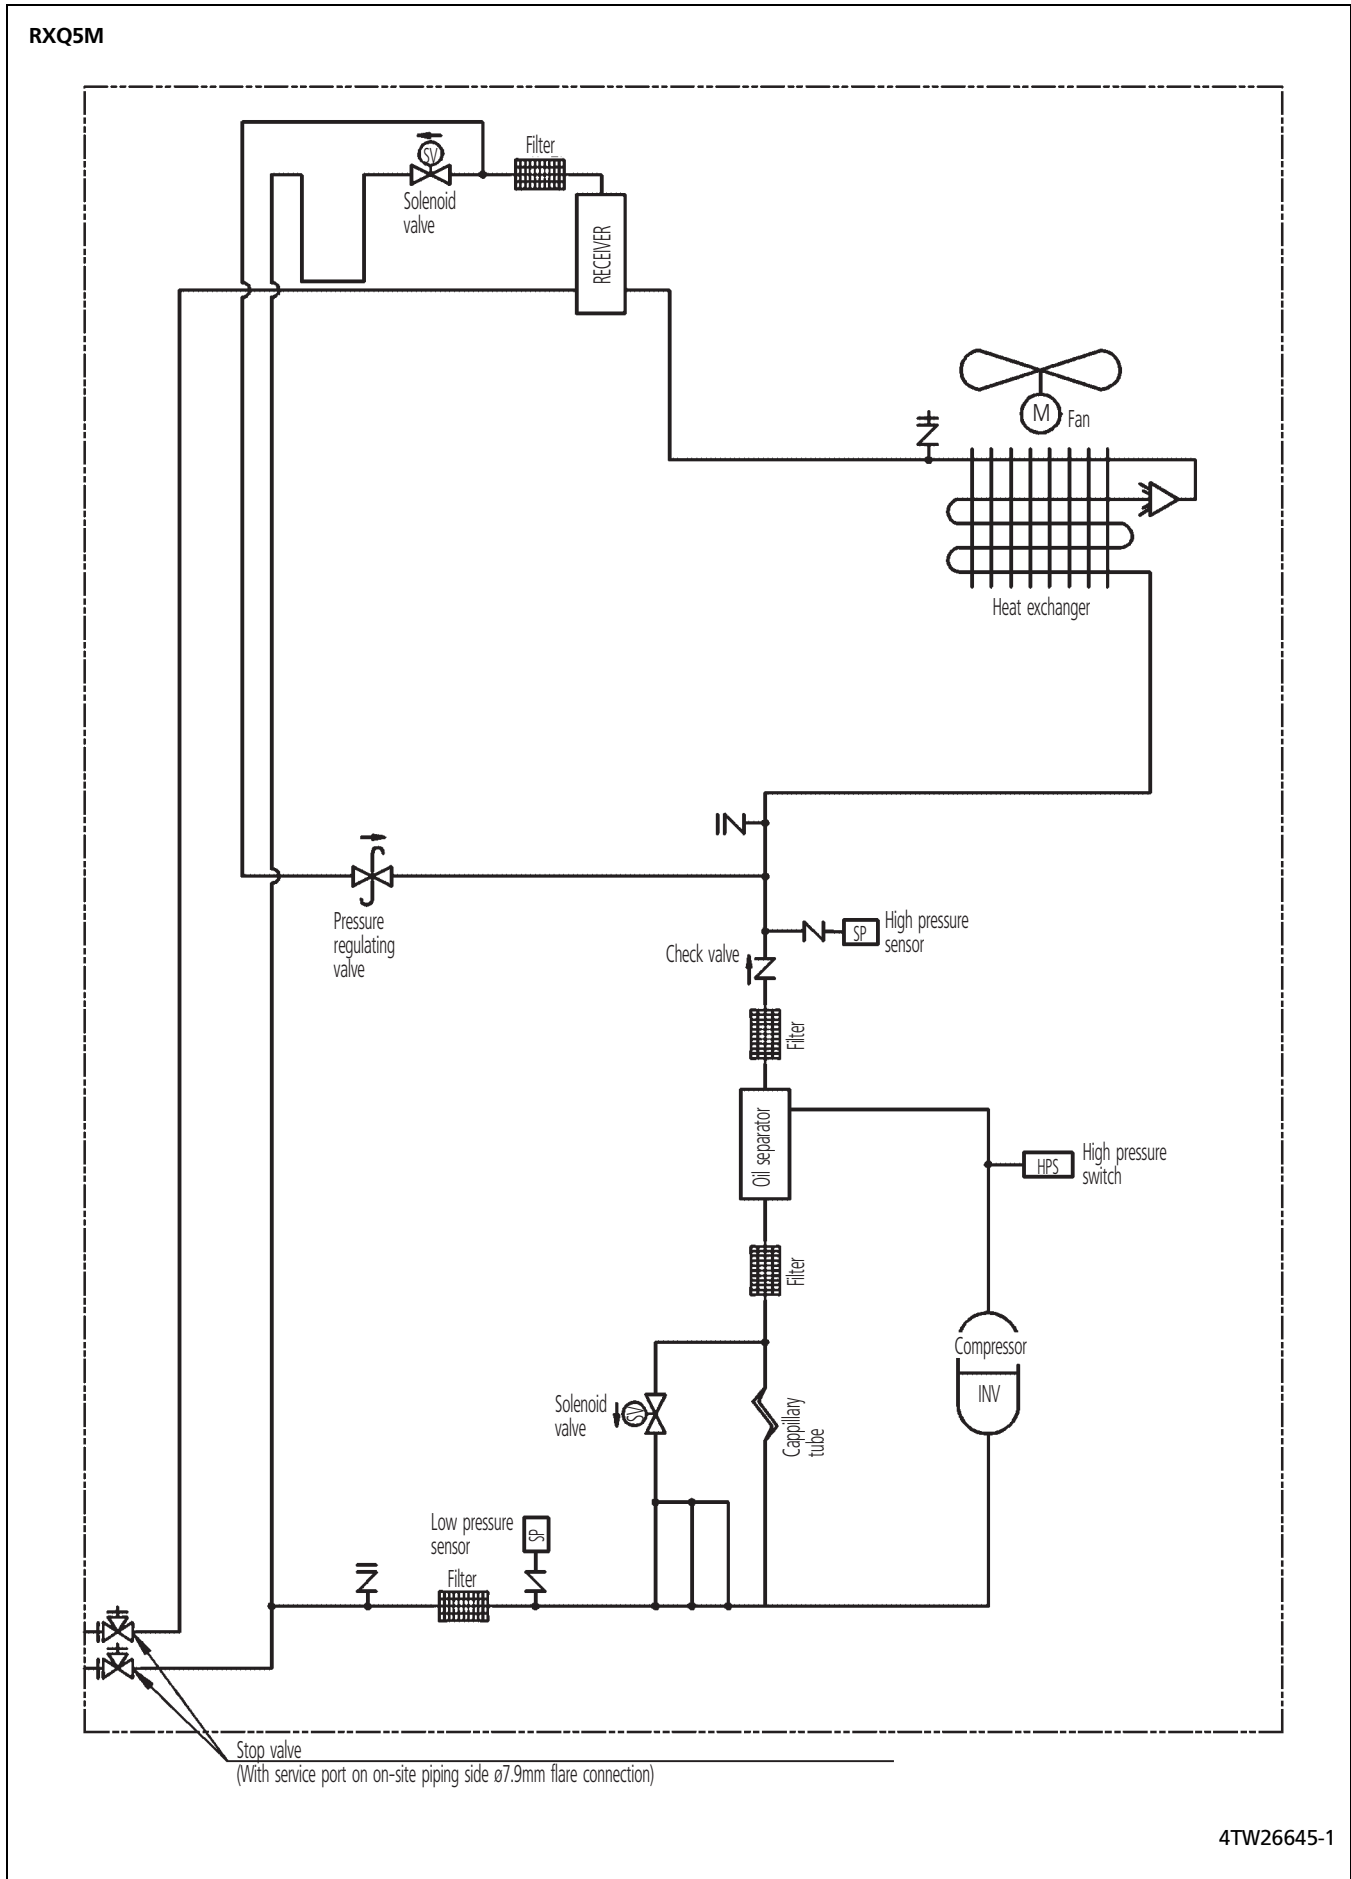 RXQ5M
SV
Filter
Solenoid
valve
RECEIVER
M
Fan
Heat exchanger
Pressure
regulating
valve
High pressure
sensor
SP
Check valve
Filter
Oil separator
HPS
High pressure
switch
Filter
Compressor
INV
Solenoid
valve
SV
Cappillary
tube
Low pressure
sensor
SP
Filter
Stop valve
(With service port on on-site piping side ø7.9mm flare connection)
4TW26645-1